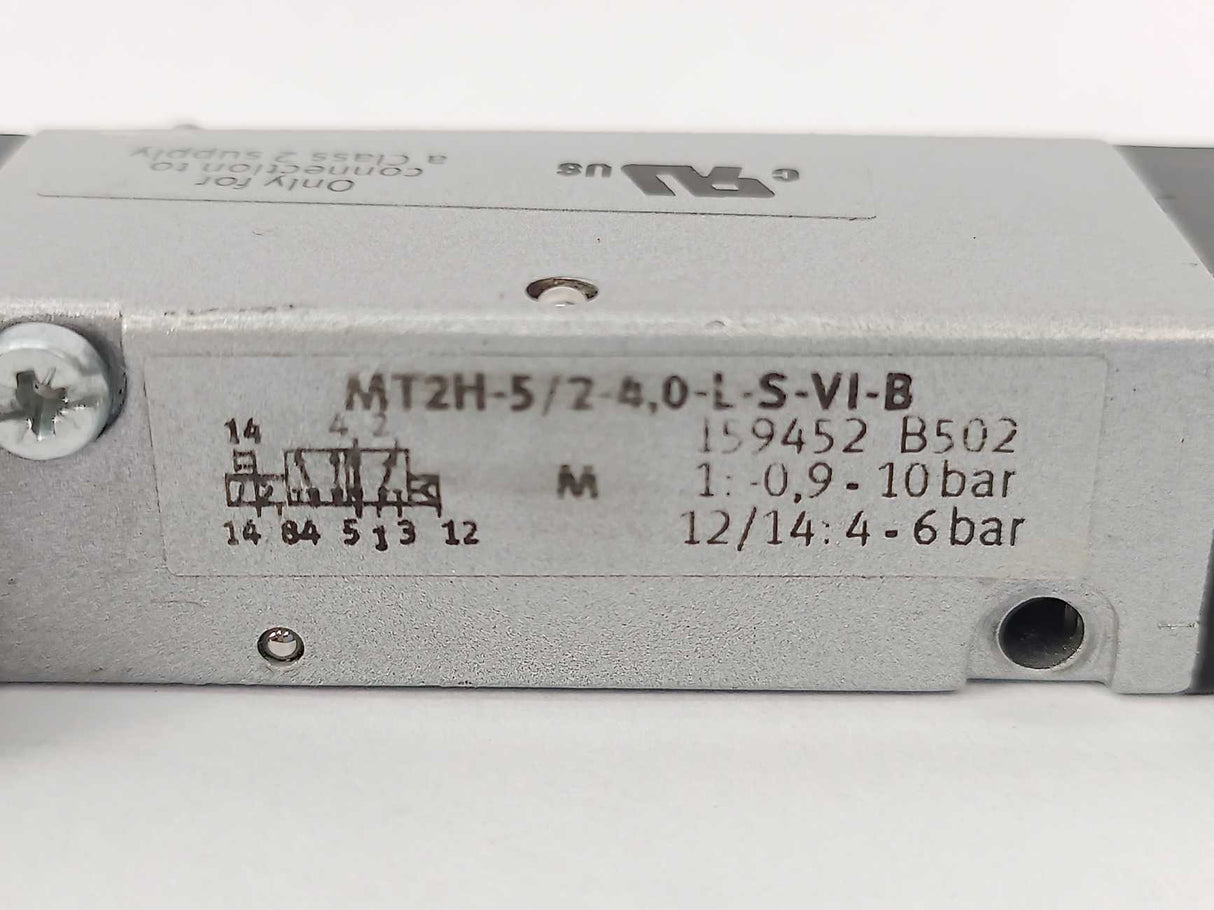 Only for
connection to
a Class 2 supply
c RU us
MT2H-5/2-4,0-L-S-VI-B
159452 B502
1: -0,9 - 10 bar
12/14: 4 - 6 bar
M
14
4 2
14 84 5 1 3 12